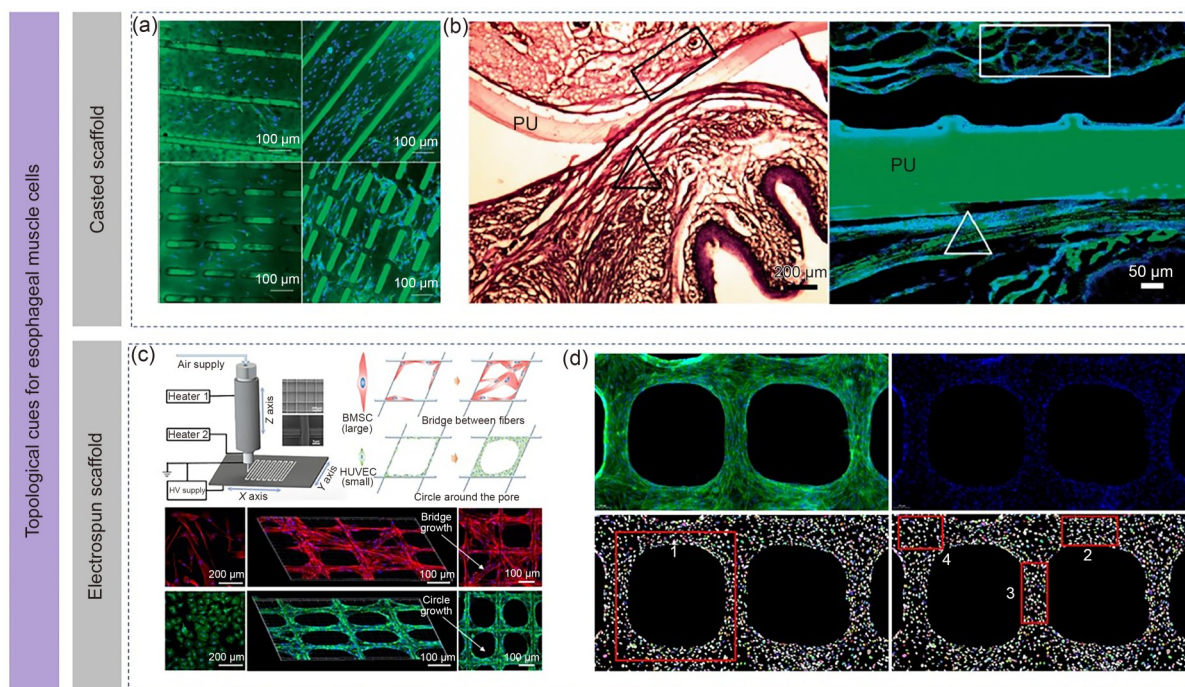 Topological cues for esophageal muscle cells
Casted scaffold
Electrospun scaffold
(a)
100 µm
100 µm
100 µm
100 µm
(b)
PU
200 µm
PU
50 µm
(c)
Air supply
Heater 1
Heater 2
HV supply
Z axis
X axis
Y axis
BMSC
(large)
Bridge between fibers
HUVEC
(small)
Circle around the pore
200 µm
100 µm
Bridge
growth
100 µm
200 µm
100 µm
Circle
growth
100 µm
(d)
1
2
3
4